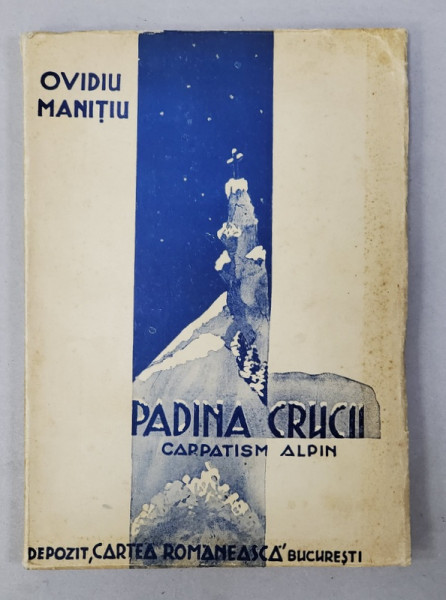 OVIDIU
MANIȚIU
PADINA CRUCII
CARPATISM ALPIN
DEPOZIT, „CARTEA ROMANEASCĂ” BUCUREȘTI